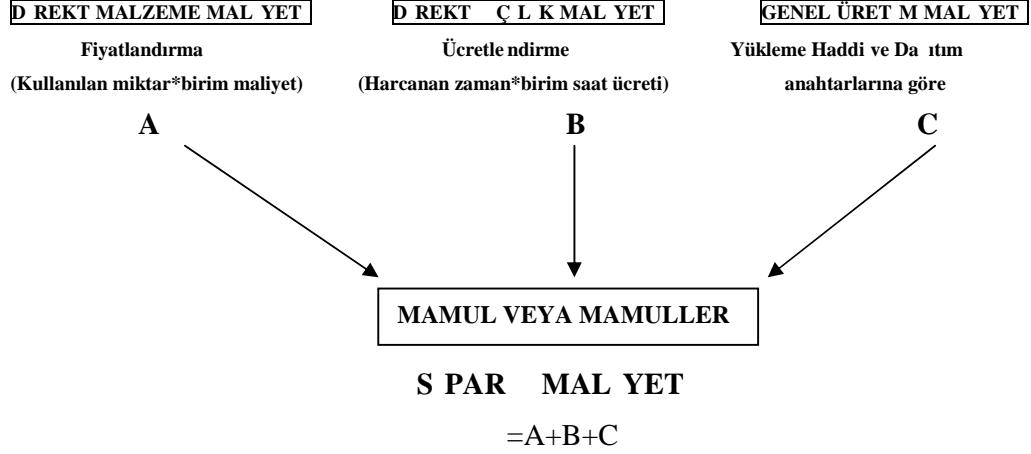 D REKT MALZEME MAL YET
D REKT Ç L K MAL YET
GENEL ÜRET M MAL YET
Fiyatlandırma
(Kullanılan miktar*birim maliyet)
Ücretle ndirme
(Harcanan zaman*birim saat ücreti)
Yükleme Haddi ve Da ıtım
anahtarlarına göre
A
B
C
MAMUL VEYA MAMULLER
S PAR MAL YET
=A+B+C